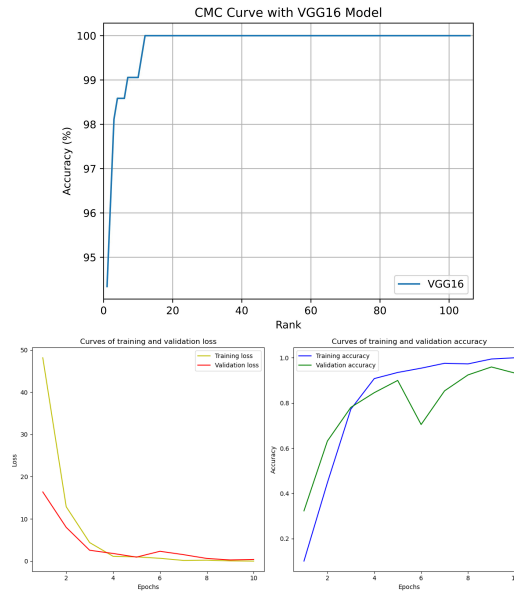 CMC Curve with VGG16 Model
100
99
98
97
96
95
Accuracy (%)
VGG16
0 20 40 60 80 100
Rank
Curves of training and validation loss
50
40
30
20
10
0
Loss
Training loss
Validation loss
2 4 6 8 10
Epochs
Curves of training and validation accuracy
1.0
0.8
0.6
0.4
0.2
Accuracy
Training accuracy
Validation accuracy
2 4 6 8
Epochs